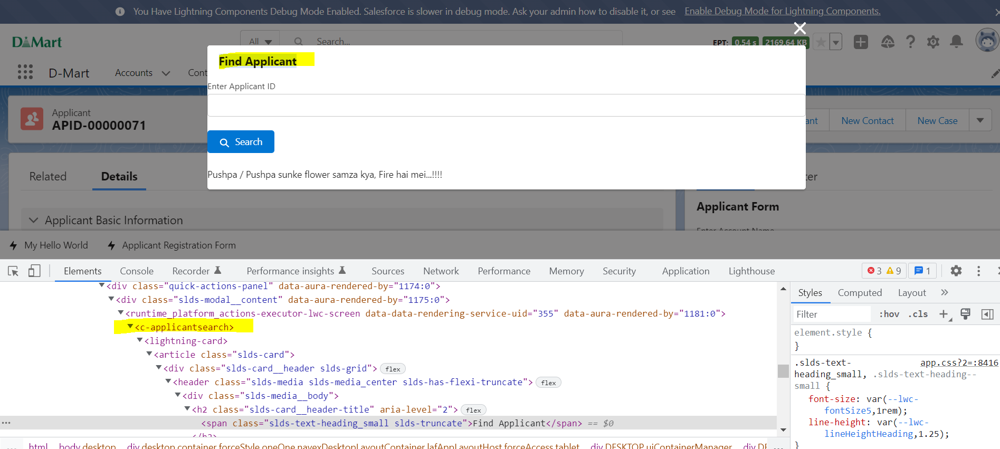 You Have Lightning Components Debug Mode Enabled. Salesforce is slower in debug mode. Ask your admin how to disable it, or see Enable Debug Mode for Lightning Components.
D Mart
All Search... EPT: 0.54 s 2169.64 KB
D-Mart Accounts Cont
Find Applicant
Enter Applicant ID
Search
Pushpa / Pushpa sunke flower samza kya, Fire hai mei...!!!!
Applicant
APID-00000071
ant New Contact New Case
Related Details ter
Applicant Form
Applicant Basic Information
Enter Account Name
My Hello World Applicant Registration Form
Elements Console Recorder Performance insights Sources Network Performance Memory Security Application Lighthouse 3 9 1
<div class="quick-actions-panel" data-aura-rendered-by="1174:0">
<div class="slds-modal__content" data-aura-rendered-by="1175:0">
<runtime_platform_actions-executor-lwc-screen data-data-rendering-service-uid="355" data-aura-rendered-by="1181:0">
<c-applicantsearch>
<lightning-card>
<article class="slds-card">
<div class="slds-card__header slds-grid"> flex
<header class="slds-media slds-media_center slds-has-flexi-truncate"> flex
<div class="slds-media__body">
<h2 class="slds-card__header-title" aria-level="2"> flex
... <span class="slds-text-heading_small slds-truncate">Find Applicant</span> == $0
</h2>
... html body.desktop div.desktop.container.forceStyle.oneOne.navexDesktopLayoutContainer.lafAppLayoutHost.forceAccess.tablet div.DESKTOP.uiContainerManager div.DE ...
Styles Computed Layout »
Filter :hov .cls +
element.style {
}
.slds-text- app.css?2=:8416
heading_small, .slds-text-heading--
small {
font-size: var(--lwc-
fontSize5,1rem);
line-height: var(--lwc-
lineHeightHeading,1.25);
}